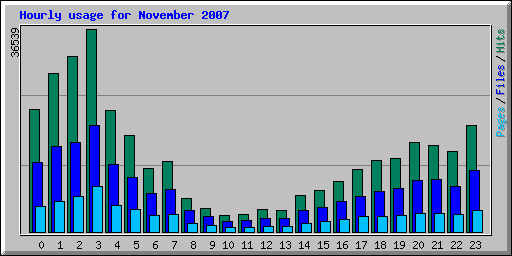 Hourly usage for November 2007
36539
Pages / Files / Hits
0 1 2 3 4 5 6 7 8 9 10 11 12 13 14 15 16 17 18 19 20 21 22 23